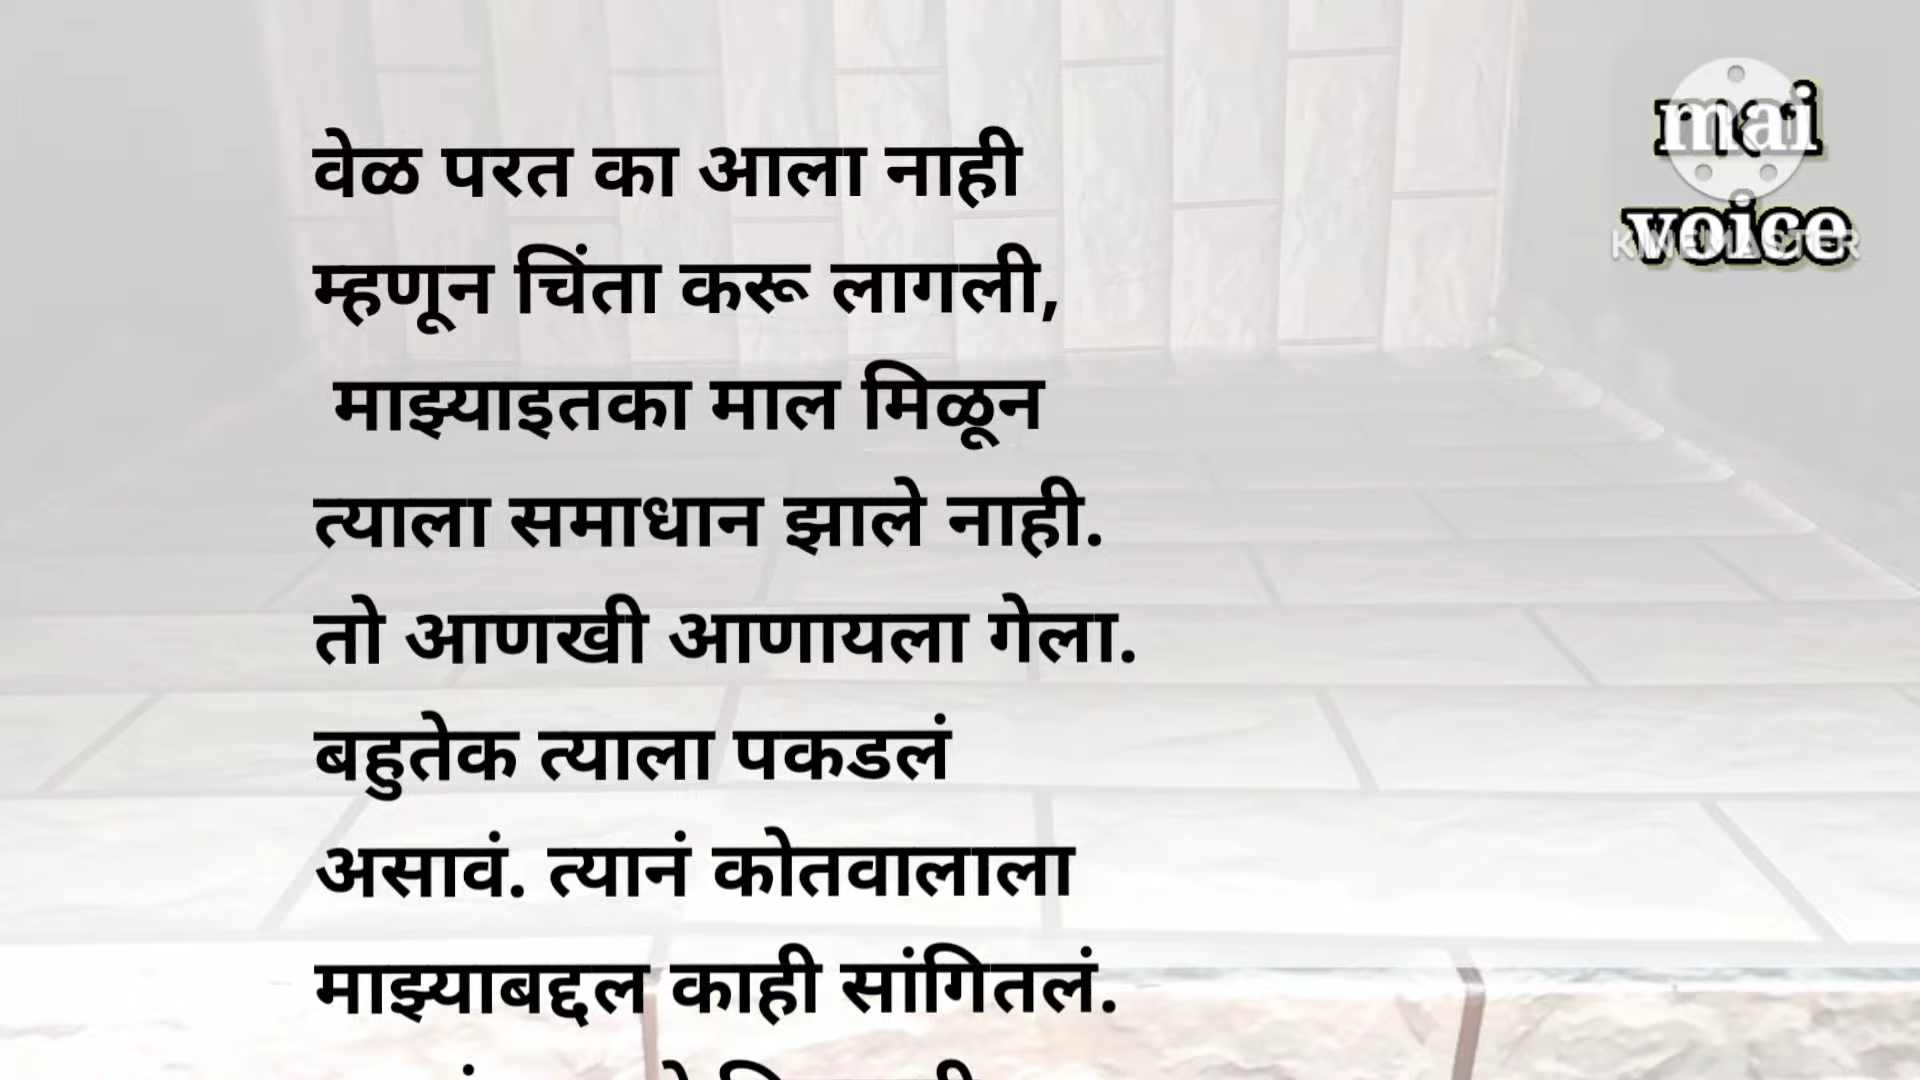 वेळ परत का आला नाही
म्हणून चिंता करू लागली,
माझ्याइतका माल मिळून
त्याला समाधान झाले नाही.
तो आणखी आणायला गेला.
बहुतेक त्याला पकडलं
असावं. त्यानं कोतवालाला
माझ्याबद्दल काही सांगितलं.
mai
voice
KINEMASTER